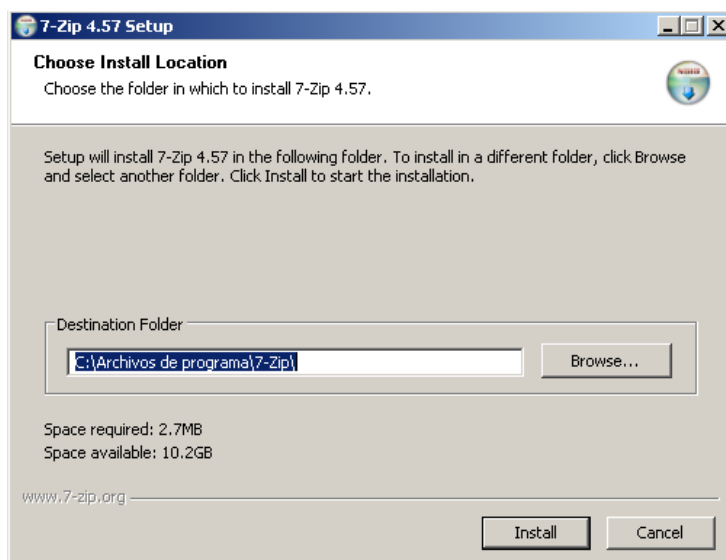 7-Zip 4.57 Setup
Choose Install Location
Choose the folder in which to install 7-Zip 4.57.
Setup will install 7-Zip 4.57 in the following folder. To install in a different folder, click Browse
and select another folder. Click Install to start the installation.
Destination Folder
C:\Archivos de programa\7-Zip\
Browse...
Space required: 2.7MB
Space available: 10.2GB
www.7-zip.org
Install
Cancel